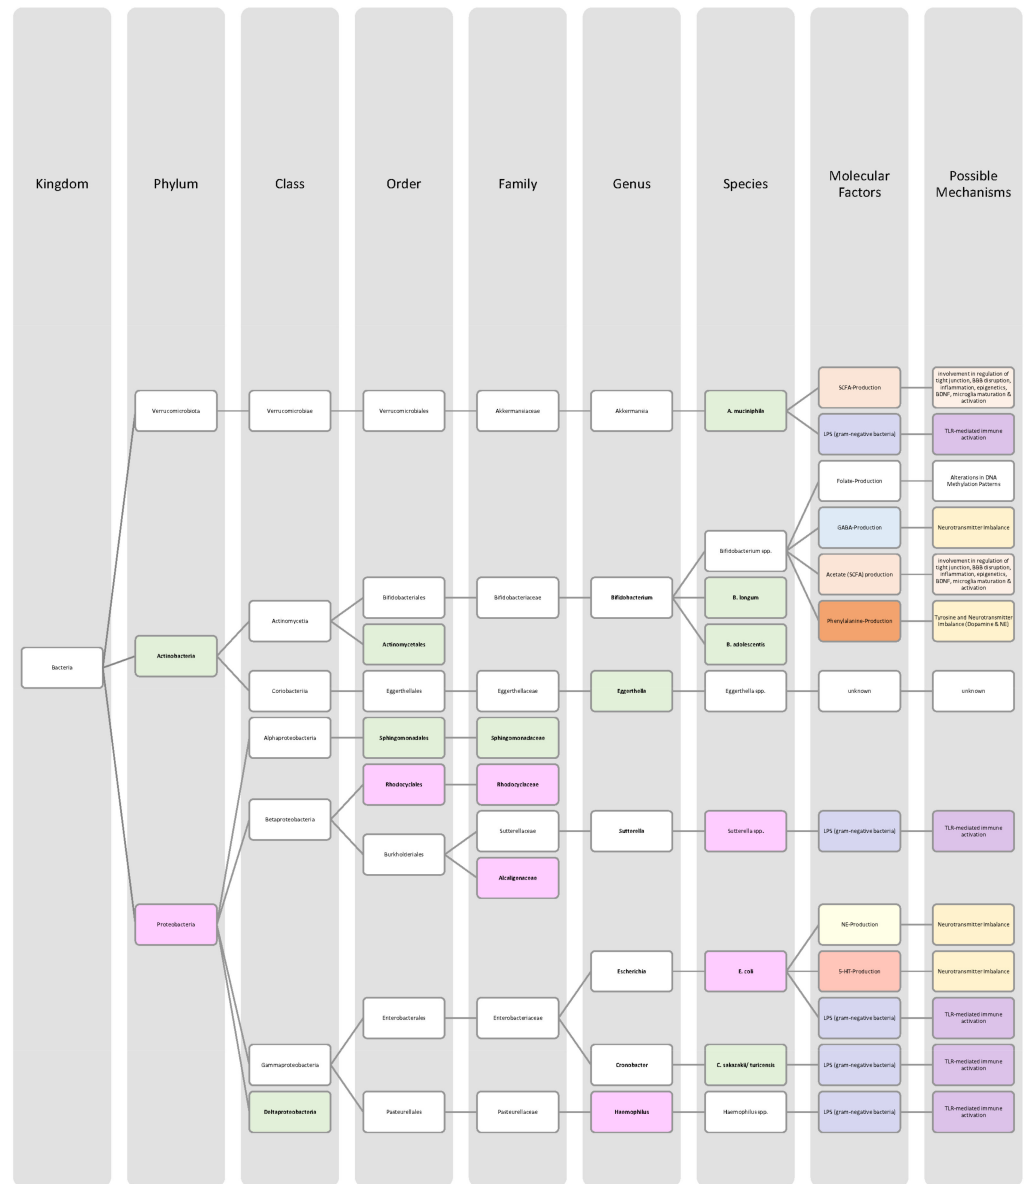 Kingdom
Phylum
Class
Order
Family
Genus
Species
Molecular
Factors
Possible
Mechanisms
Bacteria
Verrucomicrobiota
Verrucomicrobiae
Verrucomicrobiales
Akkermansiaceae
Akkermansia
A. muciniphila
SCFA-Production
involvement in regulation of
tight junction, BBB disruption,
inflammation, epigenetics,
BDNF, microglia maturation &
activation
LPS (gram-negative bacteria)
TLR-mediated immune
activation
Actinobacteria
Actinomycetia
Bifidobacteriales
Bifidobacteriaceae
Bifidobacterium
Bifidobacterium spp.
Folate-Production
Alterations in DNA
Methylation Patterns
GABA-Production
Neurotransmitter Imbalance
Acetate (SCFA) production
involvement in regulation of
tight junction, BBB disruption,
inflammation, epigenetics,
BDNF, microglia maturation &
activation
Phenylalanine-Production
Tyrosine and Neurotransmitter
Imbalance (Dopamine & NE)
B. longum
B. adolescentis
Actinomycetales
Coriobacteriia
Eggerthellales
Eggerthellaceae
Eggerthella
Eggerthella spp.
unknown
unknown
Proteobacteria
Alphaproteobacteria
Sphingomonadales
Sphingomonadaceae
Betaproteobacteria
Rhodocyclales
Rhodocyclaceae
Burkholderiales
Sutterellaceae
Sutterella
Sutterella spp.
LPS (gram-negative bacteria)
TLR-mediated immune
activation
Alcaligenaceae
Gammaproteobacteria
Enterobacterales
Enterobacteriaceae
Escherichia
E. coli
NE-Production
Neurotransmitter Imbalance
5-HT-Production
Neurotransmitter Imbalance
LPS (gram-negative bacteria)
TLR-mediated immune
activation
Cronobacter
C. sakazakii/ turicensis
LPS (gram-negative bacteria)
TLR-mediated immune
activation
Pasteurellales
Pasteurellaceae
Haemophilus
Haemophilus spp.
LPS (gram-negative bacteria)
TLR-mediated immune
activation
Deltaproteobacteria